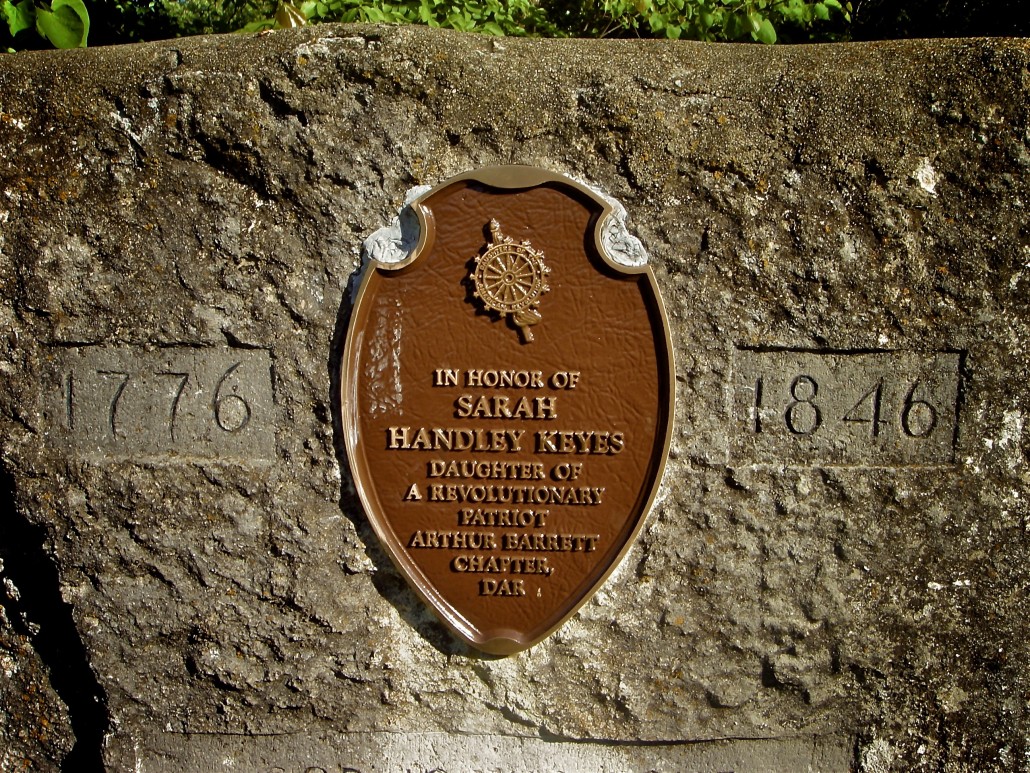 1776
IN HONOR OF
SARAH
HANDLEY KEYES
DAUGHTER OF
A REVOLUTIONARY
PATRIOT
ARTHUR BARRETT
CHAPTER,
DAR
1846